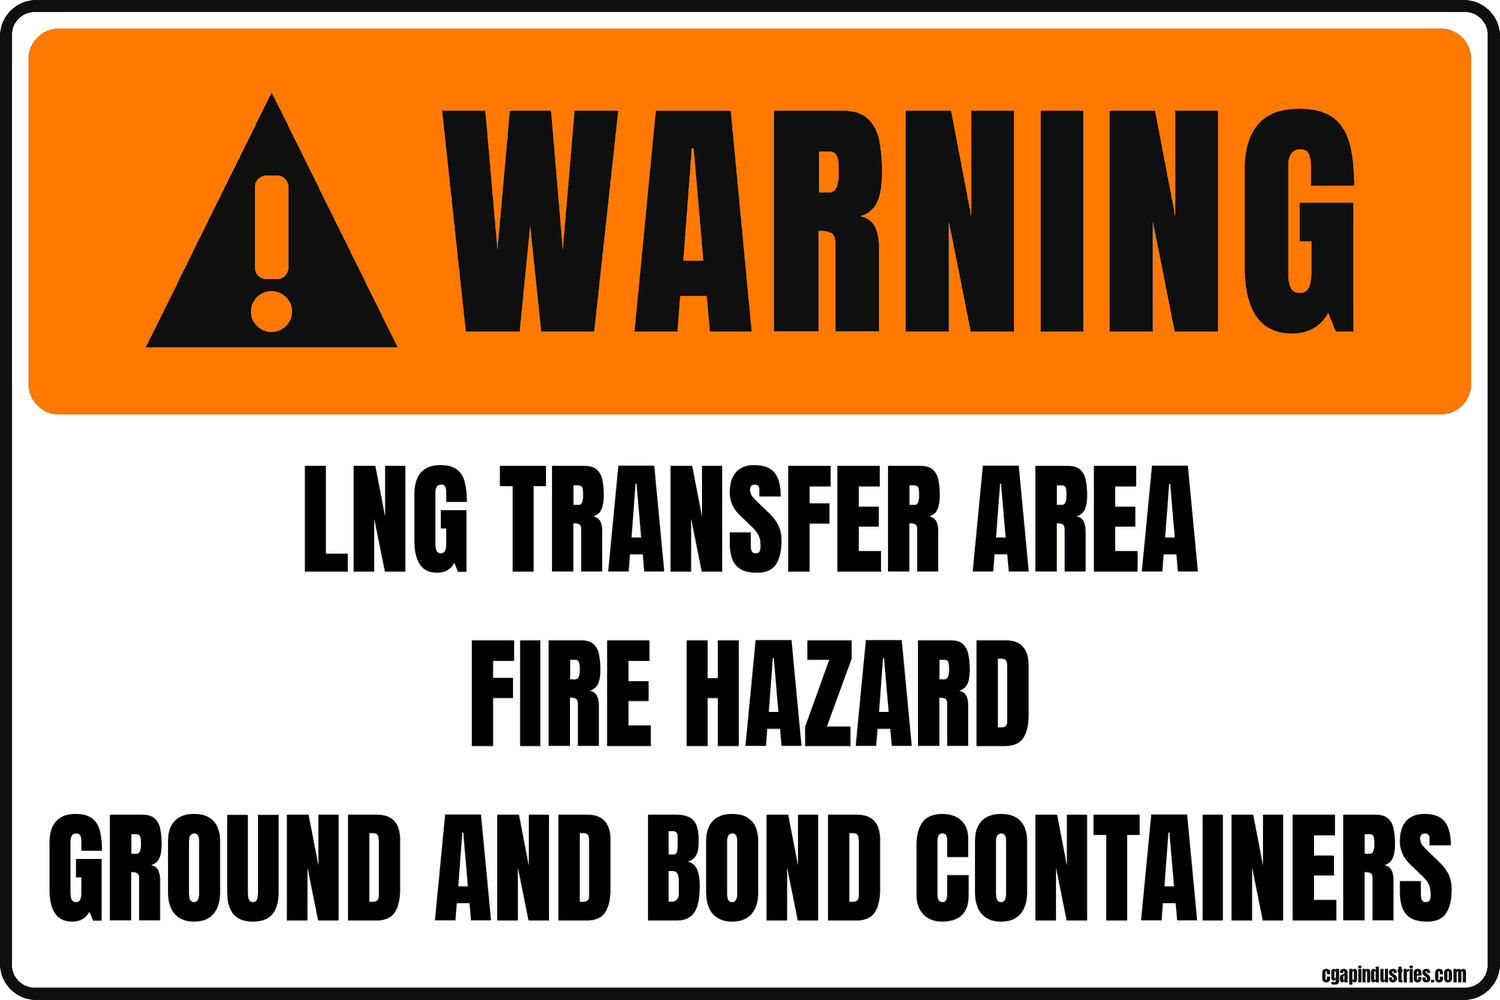 WARNING
LNG TRANSFER AREA
FIRE HAZARD
GROUND AND BOND CONTAINERS
cgapindustries.com